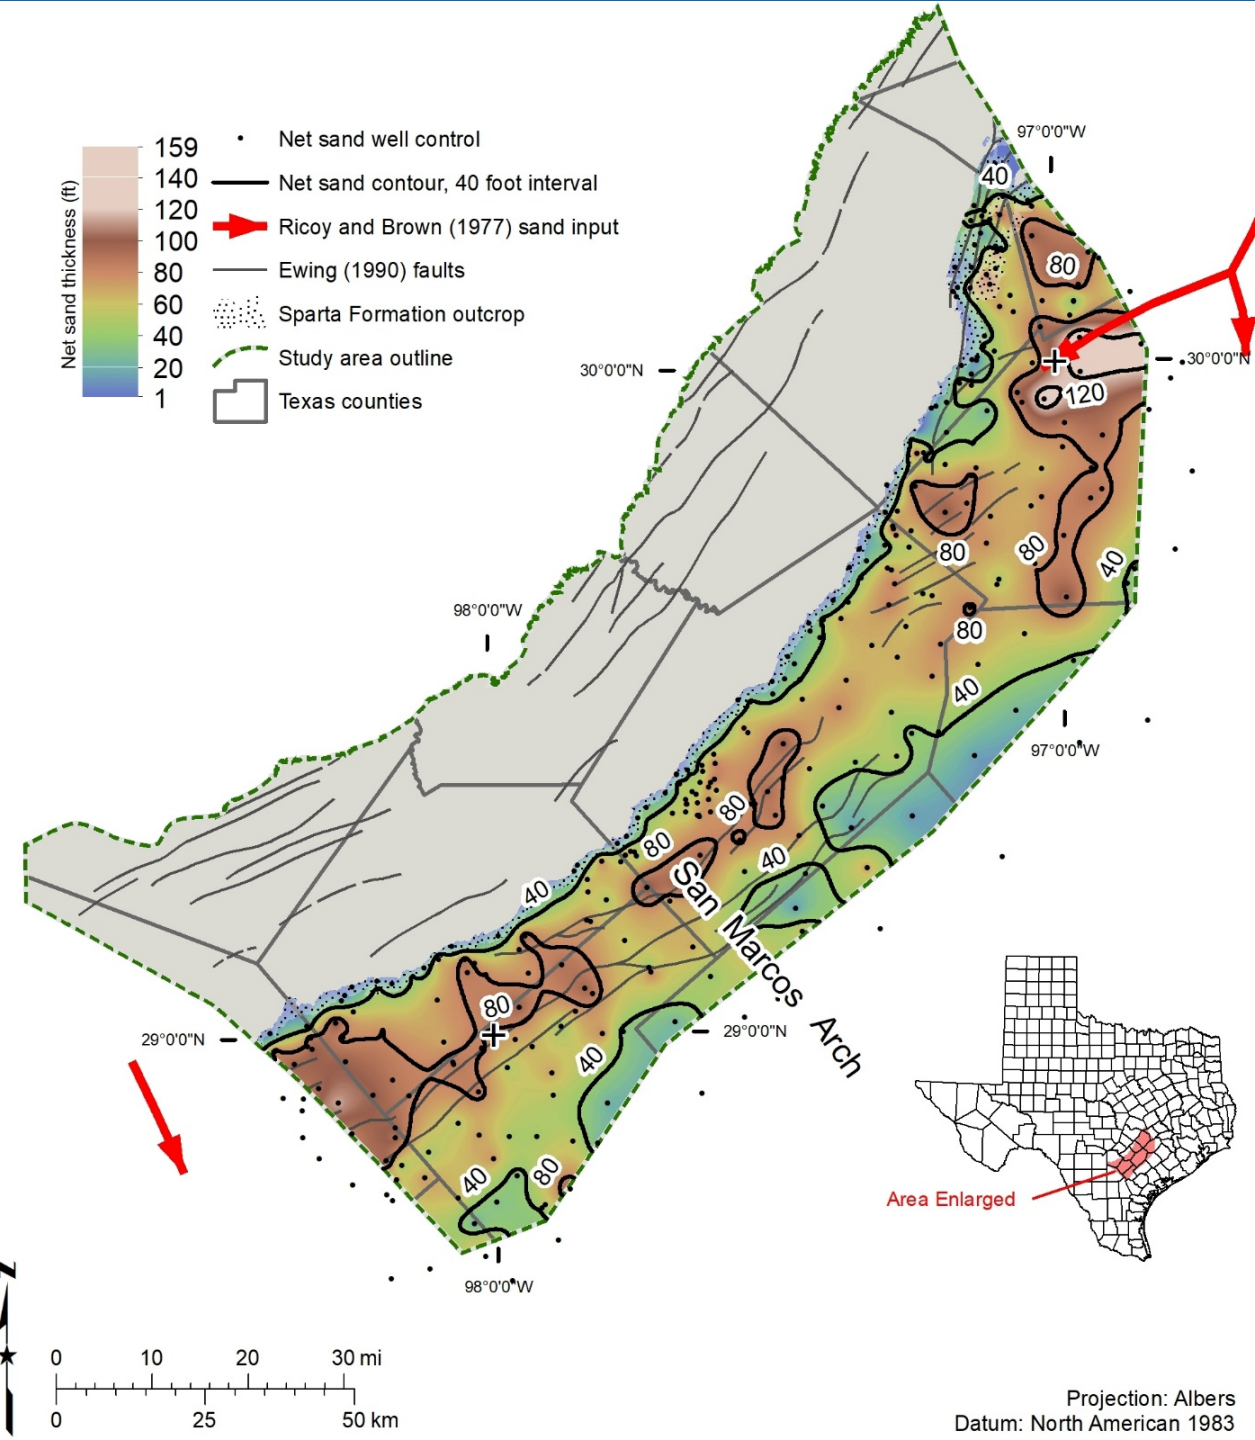 Net sand thickness (ft)
159
140
120
100
80
60
40
20
1
Net sand well control
Net sand contour, 40 foot interval
Ricoy and Brown (1977) sand input
Ewing (1990) faults
Sparta Formation outcrop
Study area outline
Texas counties
97°0'0"W
40
80
30°0'0"N
30°0'0"N
120
80
80
40
98°0'0"W
80
40
97°0'0"W
80
80
40
40
San Marcos Arch
80
29°0'0"N
29°0'0"N
40
40
80
98°0'0"W
Area Enlarged
0 10 20 30 mi
0 25 50 km
Projection: Albers
Datum: North American 1983